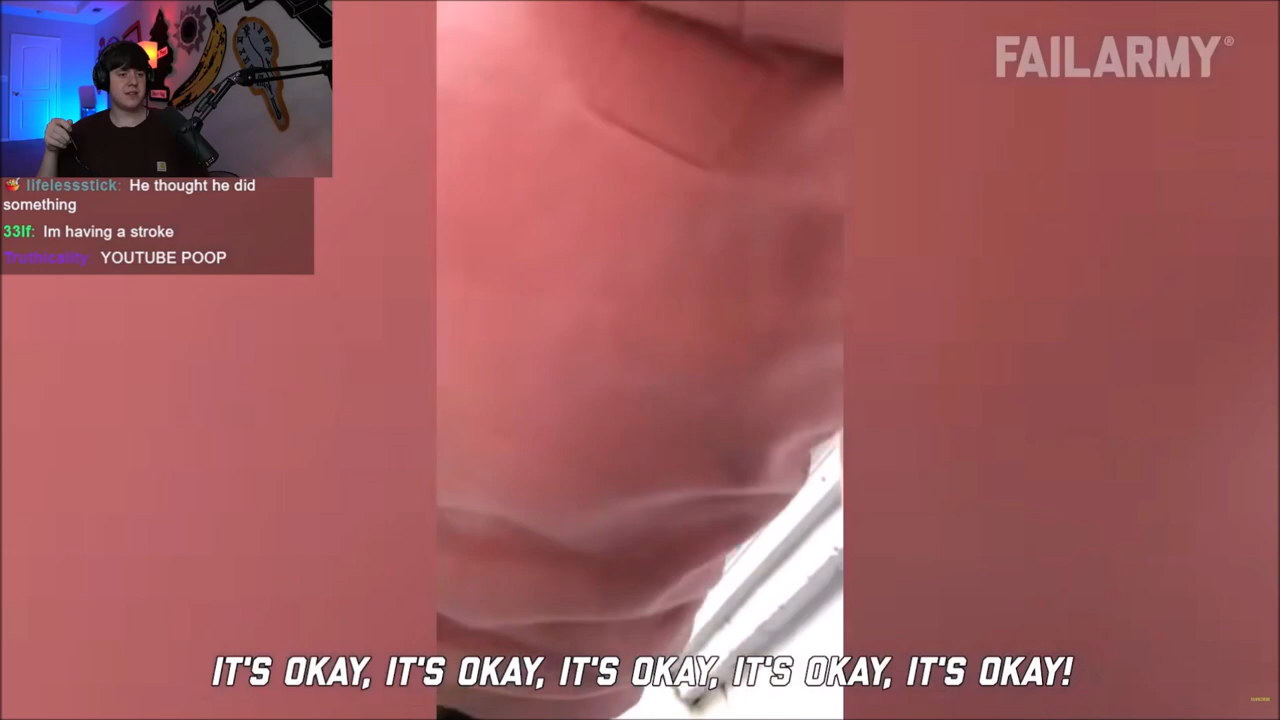 FAILARMY®
lifelessstick: He thought he did
something
33lf: Im having a stroke
Truthicality: YOUTUBE POOP
IT'S OKAY, IT'S OKAY, IT'S OKAY, IT'S OKAY, IT'S OKAY!